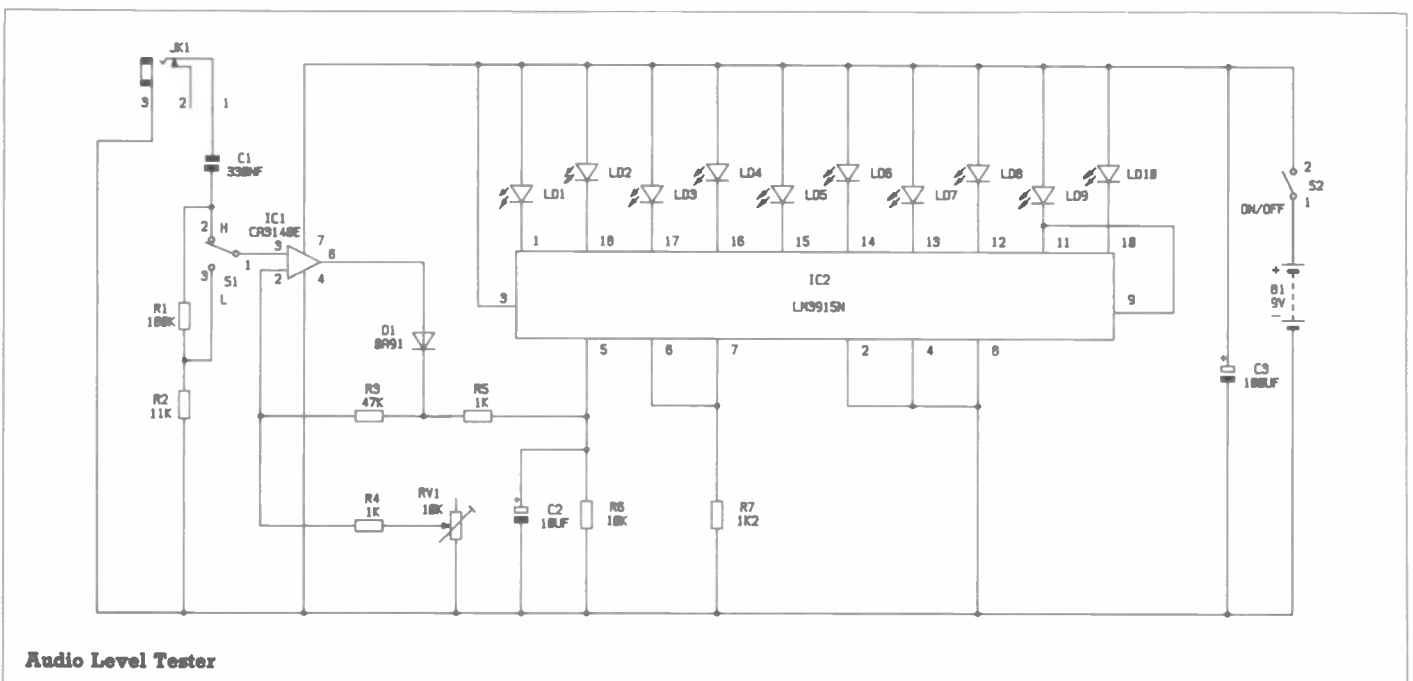 JK1
3 2 1
C1
330NF
IC1
CA3140E
2 H
3
7
6
1
2
4
3
S1
L
R1
100K
R2
11K
D1
OA91
R3
47K
R5
1K
R4
1K
RV1
10K
C2
10UF
R6
10K
R7
1K2
LD1
LD2
LD3
LD4
LD5
LD6
LD7
LD8
LD9
LD10
1 18 17 16 15 14 13 12 11 10
IC2
LM3915N
3
9
5 6 7 2 4 8
2
S2
ON/OFF
1
+
B1
9V
–
+
C3
100UF
+
Audio Level Tester